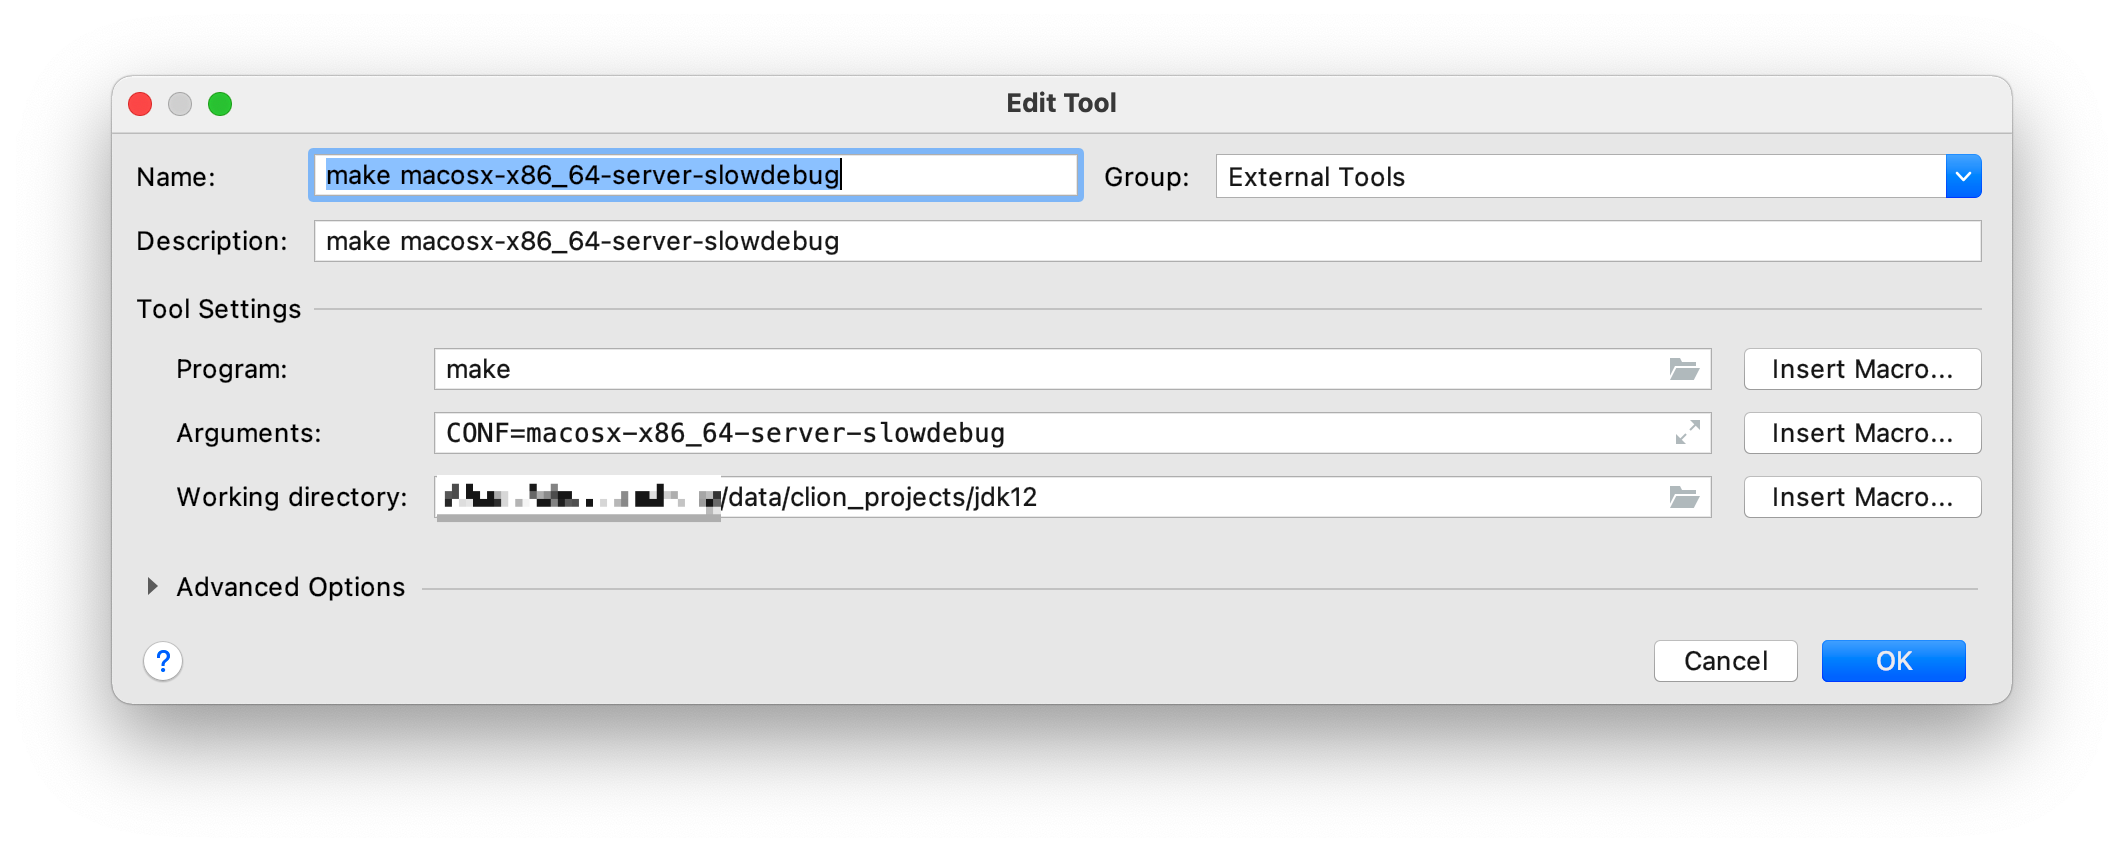 Edit Tool
Name: make macosx-x86_64-server-slowdebug Group: External Tools
Description: make macosx-x86_64-server-slowdebug
Tool Settings
Program: make Insert Macro...
Arguments: CONF=macosx-x86_64-server-slowdebug Insert Macro...
Working directory: /data/clion_projects/jdk12 Insert Macro...
Advanced Options
? Cancel OK